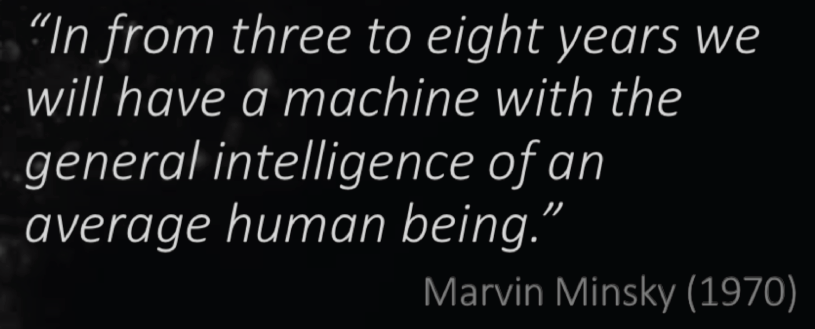 “In from three to eight years we
will have a machine with the
general intelligence of an
average human being.”
Marvin Minsky (1970)